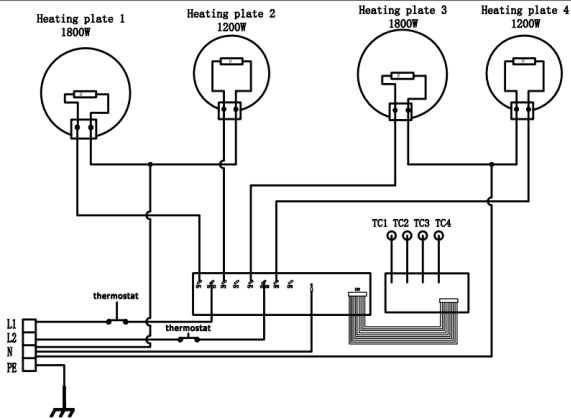 Heating plate 1
1800W
Heating plate 2
1200W
Heating plate 3
1800W
Heating plate 4
1200W
TC1 TC2 TC3 TC4
thermostat
thermostat
L1
L2
N
PE